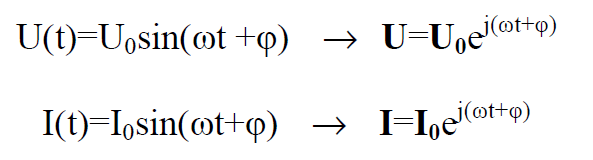 U(t)=U₀sin(ωt +φ) → U=U₀eʲ⁽ωt+φ⁾
I(t)=I₀sin(ωt+φ) → I=I₀eʲ⁽ωt+φ⁾